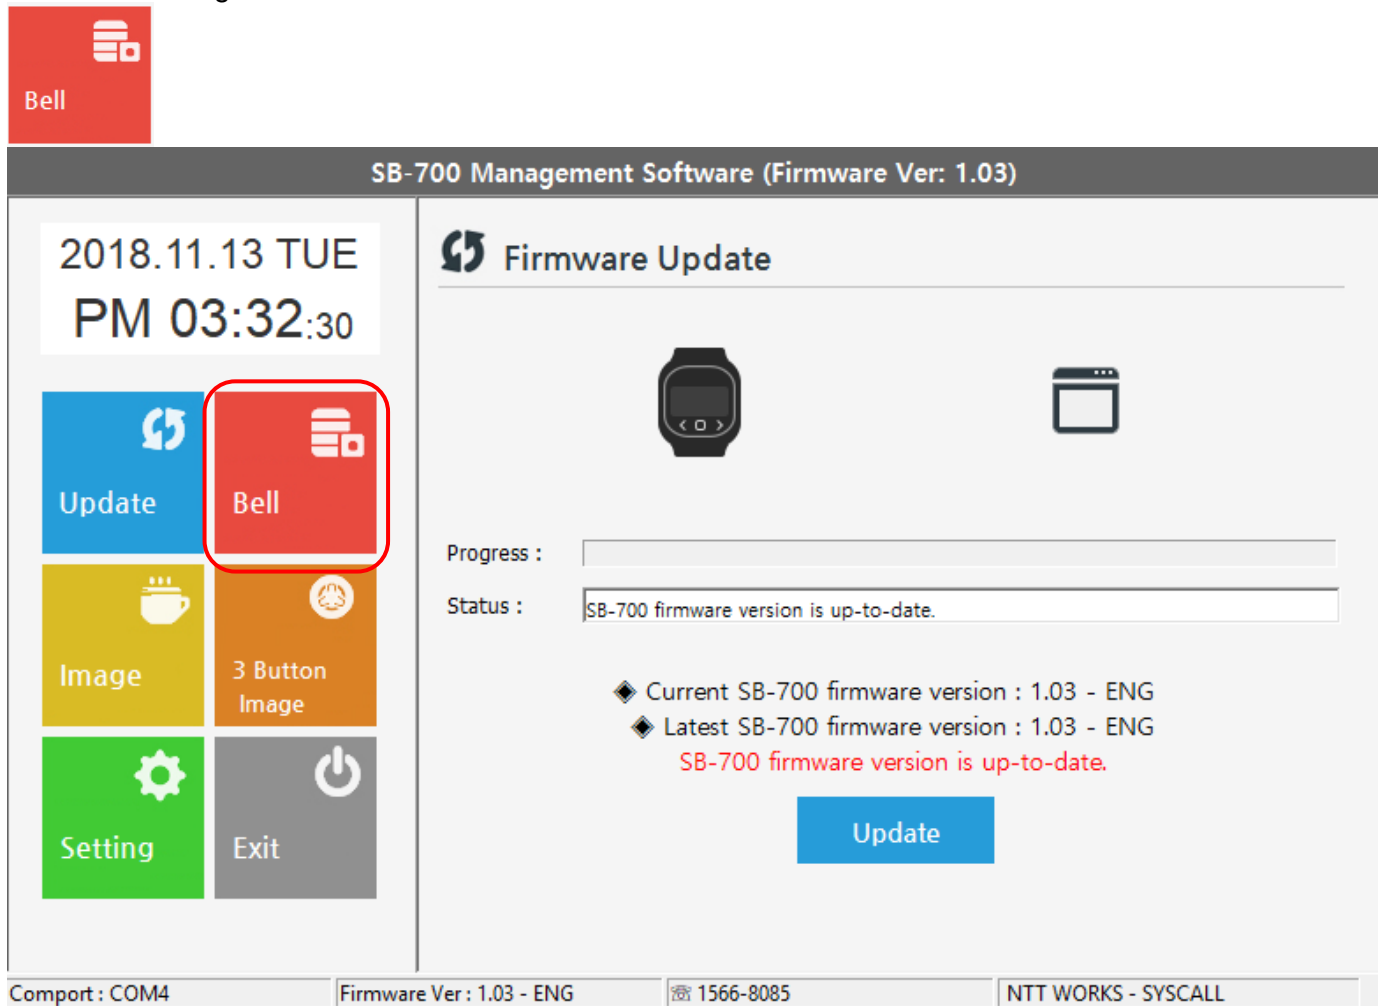 Bell
SB-700 Management Software (Firmware Ver: 1.03)
2018.11.13 TUE
PM 03:32:30
Update
Bell
Image
3 Button
Image
Setting
Exit
Firmware Update
Progress :
Status :
SB-700 firmware version is up-to-date.
◈ Current SB-700 firmware version : 1.03 - ENG
◈ Latest SB-700 firmware version : 1.03 - ENG
SB-700 firmware version is up-to-date.
Update
Comport : COM4
Firmware Ver : 1.03 - ENG
☏ 1566-8085
NTT WORKS - SYSCALL